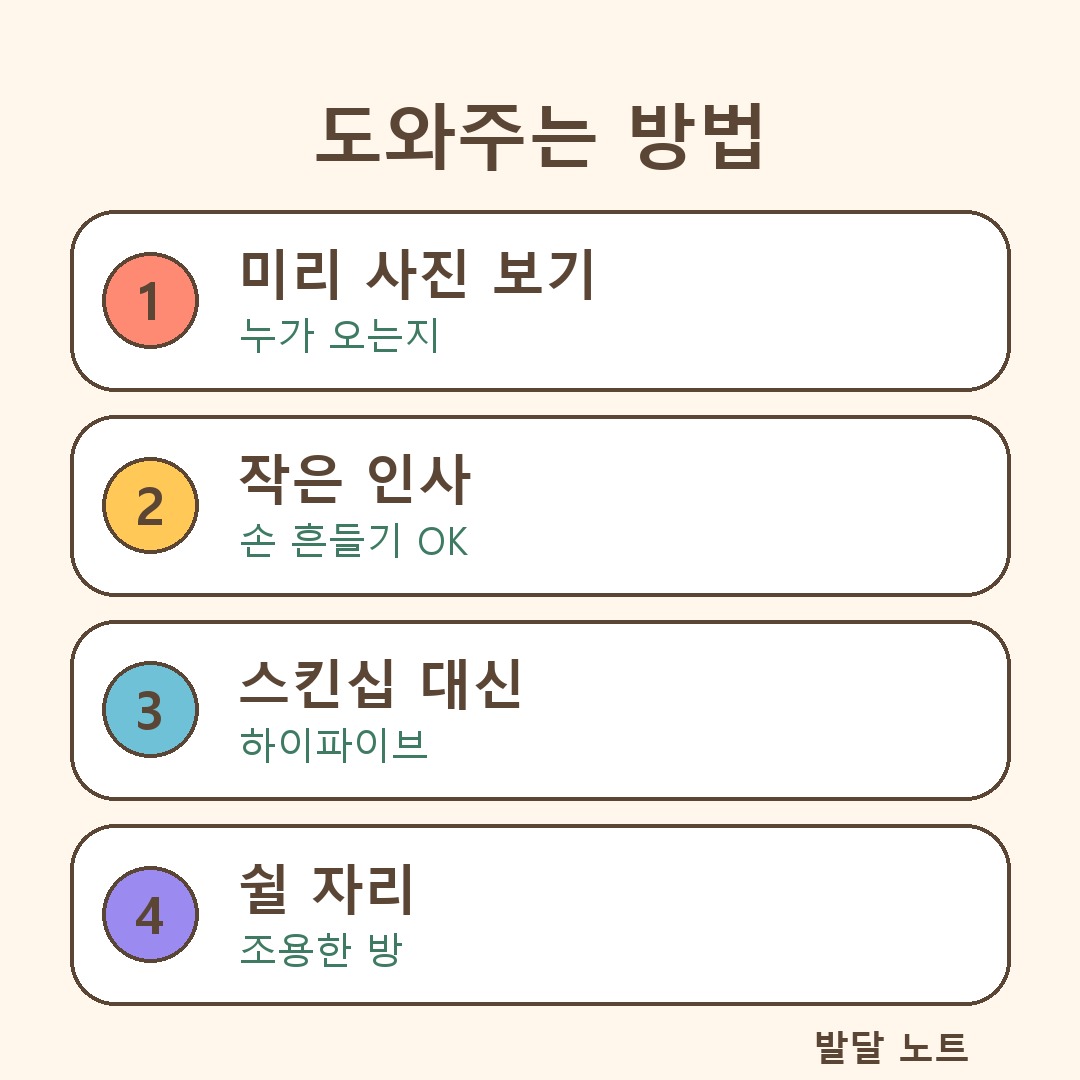 도와주는 방법
1
미리 사진 보기
누가 오는지
2
작은 인사
손 흔들기 OK
3
스킨십 대신
하이파이브
4
쉴 자리
조용한 방
발달 노트